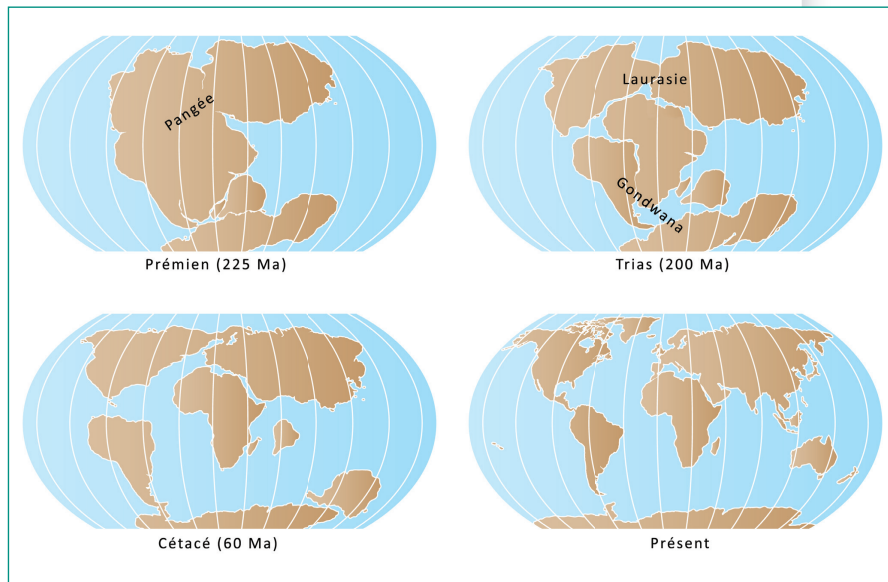 Pangée
Prémien (225 Ma)
Laurasie
Gondwana
Trias (200 Ma)
Cétacé (60 Ma)
Présent